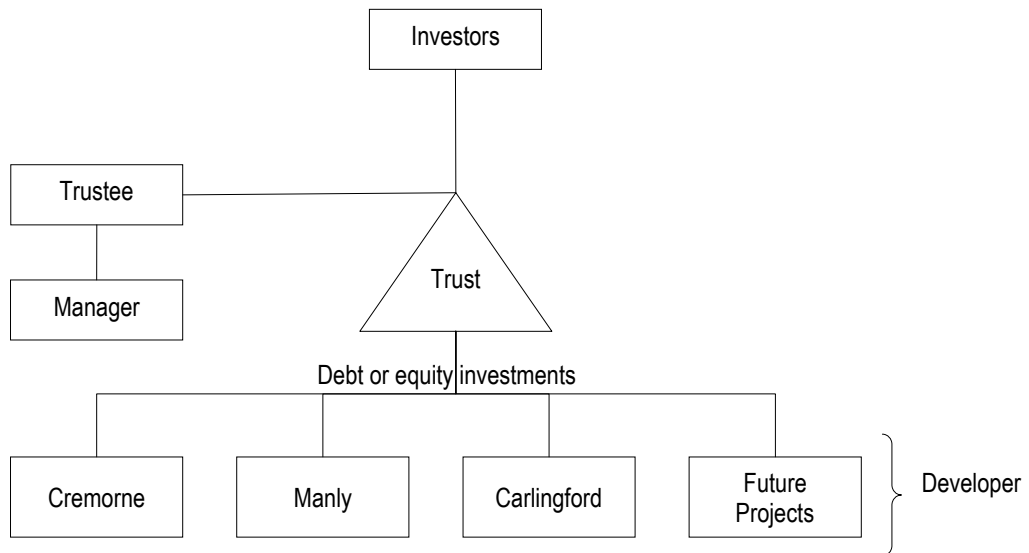 Investors
Trustee
Manager
Trust
Debt or equity investments
Cremorne
Manly
Carlingford
Future
Projects
Developer